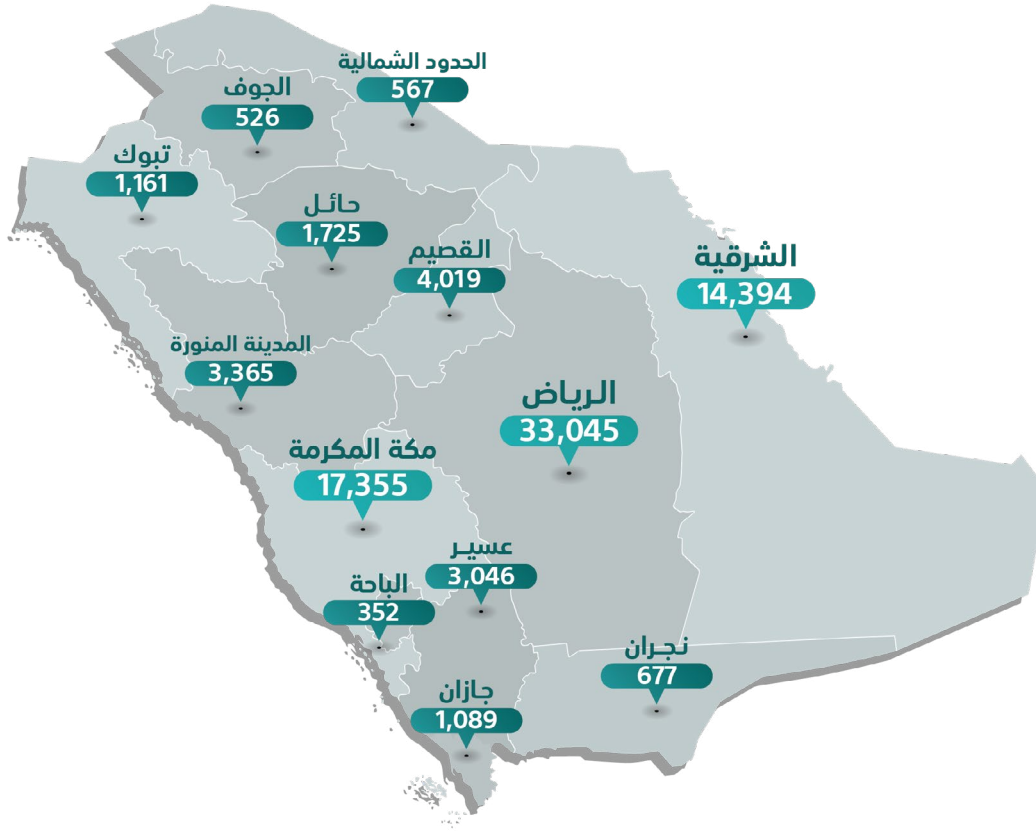 الحدود الشمالية
567
الجوف
526
تبوك
1,161
حائل
1,725
القصيم
4,019
الشرقية
14,394
المدينة المنورة
3,365
الرياض
33,045
مكة المكرمة
17,355
عسير
3,046
الباحة
352
نجران
677
جازان
1,089